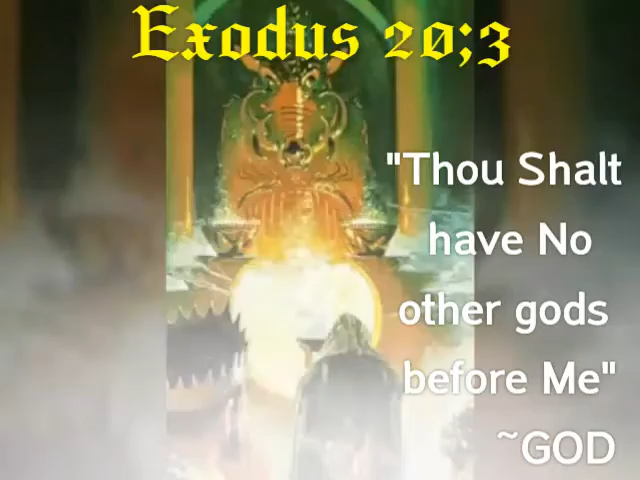 Exodus 20;3
"Thou Shalt
have No
other gods
before Me"
~GOD